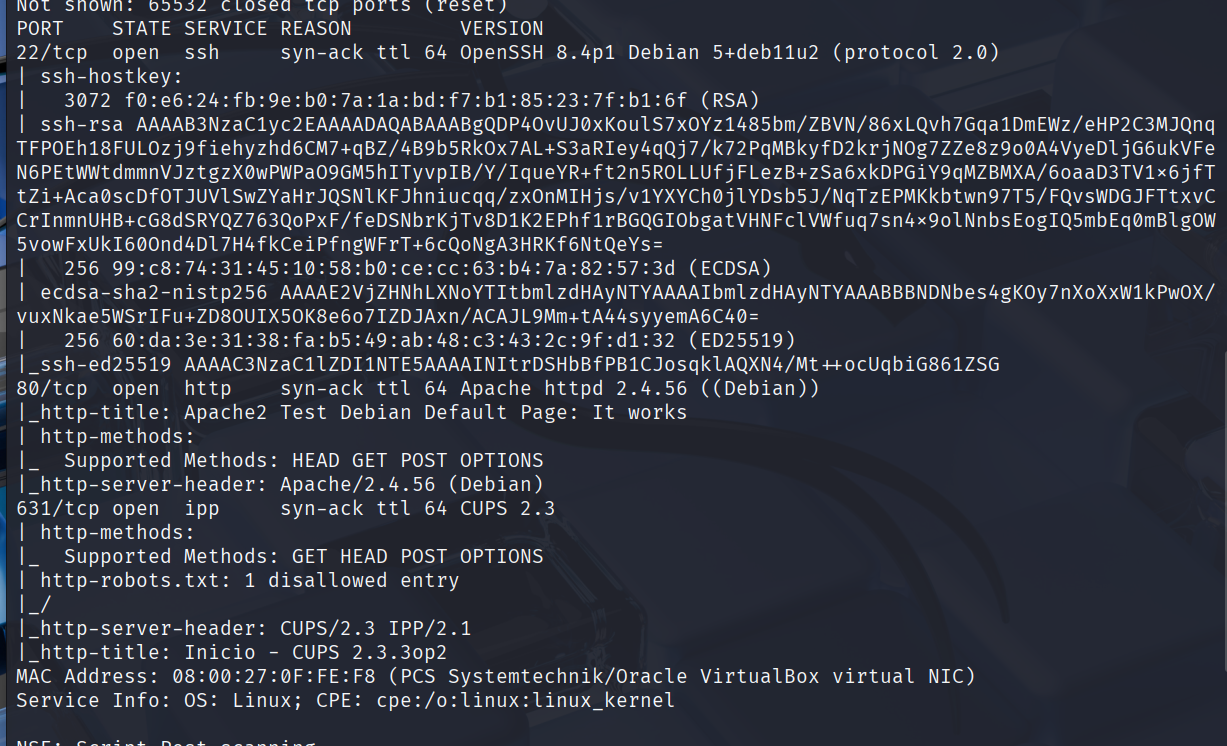 Not shown: 65532 closed tcp ports (reset)
PORT    STATE SERVICE REASON         VERSION
22/tcp  open  ssh     syn-ack ttl 64 OpenSSH 8.4p1 Debian 5+deb11u2 (protocol 2.0)
| ssh-hostkey:
|   3072 f0:e6:24:fb:9e:b0:7a:1a:bd:f7:b1:85:23:7f:b1:6f (RSA)
| ssh-rsa AAAAB3NzaC1yc2EAAAADAQABAAABgQDP4OvUJ0xKoulS7xOYz1485bm/ZBVN/86xLQvh7Gqa1DmEWz/eHP2C3MJQnq
TFPOEh18FULOzj9fiehyzhd6CM7+qBZ/4B9b5RkOx7AL+S3aRIey4qQj7/k72PqMBkyfD2krjNOg7ZZe8z9o0A4VyeDljG6ukVFe
N6PEtWWtdmmnVJztgzX0wPWPaO9GM5hITyvpIB/Y/IqueYR+ft2n5ROLLUfjFLezB+zSa6xkDPGiY9qMZBMXA/6oaaD3TV1×6jfT
tZi+Aca0scDfOTJUVlSwZYaHrJQSNlKFJhniucqq/zxOnMIHjs/v1YXYCh0jlYDsb5J/NqTzEPMKkbtwn97T5/FQvsWDGJFTtxvC
CrInmnUHB+cG8dSRYQZ763QoPxF/feDSNbrKjTv8D1K2EPhf1rBGQGIObgatVHNFclVWfuq7sn4×9olNnbsEogIQ5mbEq0mBlgOW
5vowFxUkI60Ond4Dl7H4fkCeiPfngWFrT+6cQoNgA3HRKf6NtQeYs=
|   256 99:c8:74:31:45:10:58:b0:ce:cc:63:b4:7a:82:57:3d (ECDSA)
| ecdsa-sha2-nistp256 AAAAE2VjZHNhLXNoYTItbmlzdHAyNTYAAAAIbmlzdHAyNTYAAABBBNDNbes4gKOy7nXoXxW1kPwOX/
vuxNkae5WSrIFu+ZD8OUIX5OK8e6o7IZDJAxn/ACAJL9Mm+tA44syyemA6C40=
|   256 60:da:3e:31:38:fa:b5:49:ab:48:c3:43:2c:9f:d1:32 (ED25519)
|_ssh-ed25519 AAAAC3NzaC1lZDI1NTE5AAAAINItrDSHbBfPB1CJosqklAQXN4/Mt++ocUqbiG861ZSG
80/tcp  open  http    syn-ack ttl 64 Apache httpd 2.4.56 ((Debian))
|_http-title: Apache2 Test Debian Default Page: It works
| http-methods:
|_  Supported Methods: HEAD GET POST OPTIONS
|_http-server-header: Apache/2.4.56 (Debian)
631/tcp open  ipp     syn-ack ttl 64 CUPS 2.3
| http-methods:
|_  Supported Methods: GET HEAD POST OPTIONS
| http-robots.txt: 1 disallowed entry
|_/
|_http-server-header: CUPS/2.3 IPP/2.1
|_http-title: Inicio - CUPS 2.3.3op2
MAC Address: 08:00:27:0F:FE:F8 (PCS Systemtechnik/Oracle VirtualBox virtual NIC)
Service Info: OS: Linux; CPE: cpe:/o:linux:linux_kernel
NSE: Script Post-scanning.